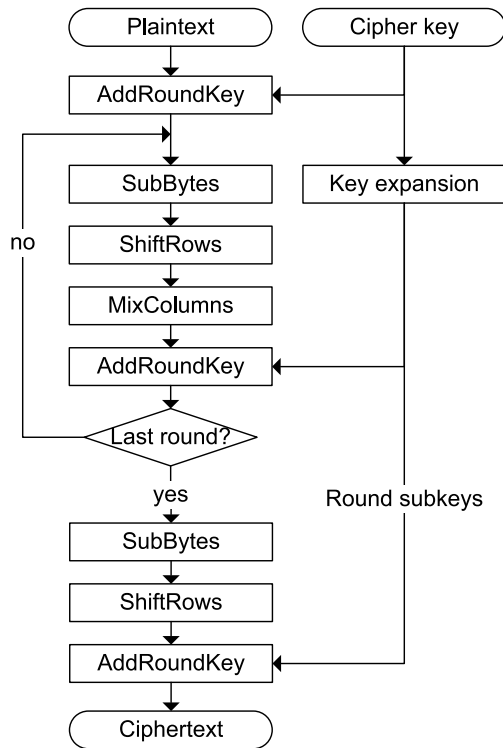 Plaintext
Cipher key
AddRoundKey
SubBytes
Key expansion
no
ShiftRows
MixColumns
AddRoundKey
Last round?
yes
Round subkeys
SubBytes
ShiftRows
AddRoundKey
Ciphertext